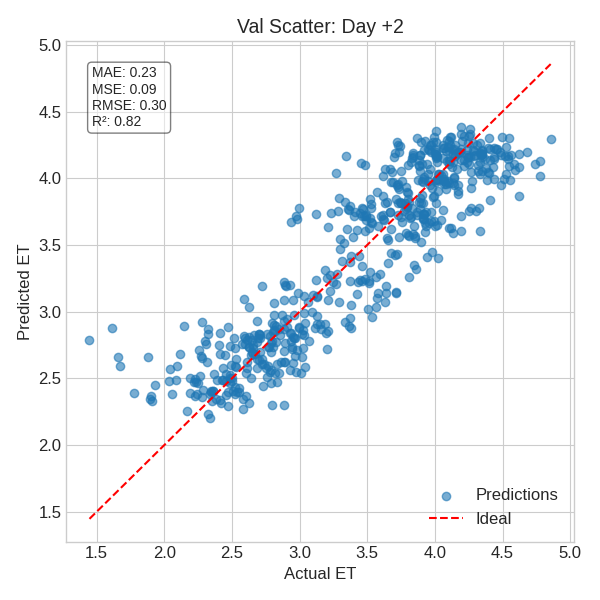 Val Scatter: Day +2
MAE: 0.23
MSE: 0.09
RMSE: 0.30
R²: 0.82
Predicted ET
5.0
4.5
4.0
3.5
3.0
2.5
2.0
1.5
Predictions
Ideal
1.5 2.0 2.5 3.0 3.5 4.0 4.5 5.0
Actual ET